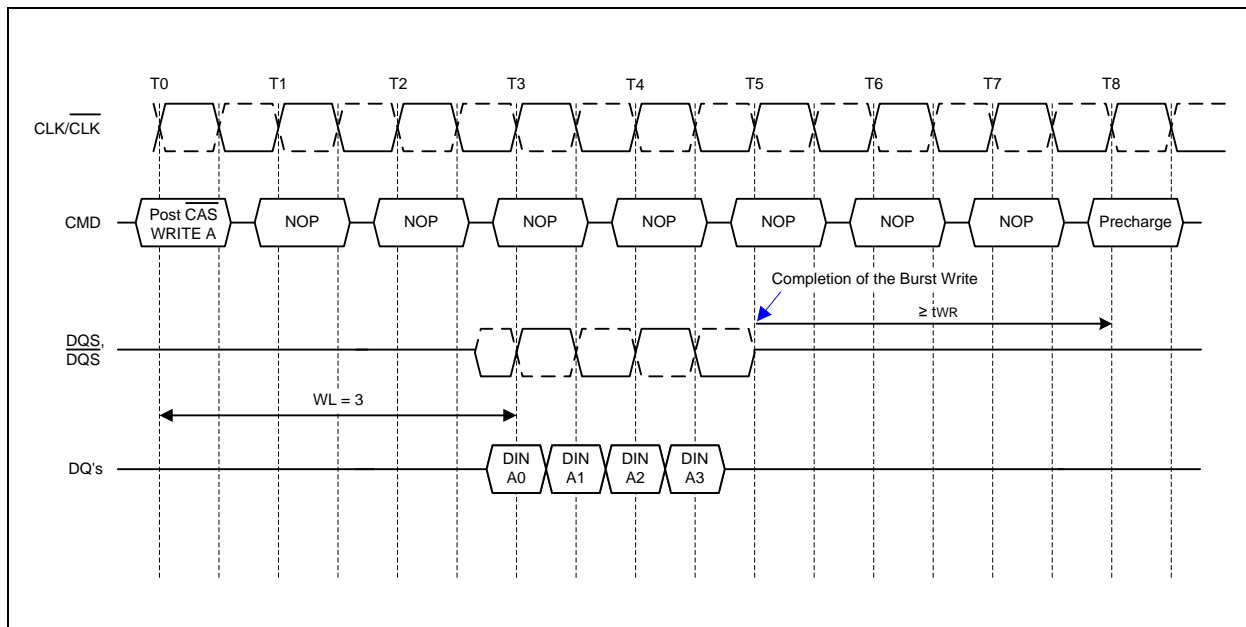 T0 T1 T2 T3 T4 T5 T6 T7 T8
CLK/CLK
CMD
Post CAS
WRITE A
NOP NOP NOP NOP NOP NOP NOP Precharge
Completion of the Burst Write
≥ tWR
DQS,
DQS
WL = 3
DQ's
DIN DIN DIN DIN
A0 A1 A2 A3